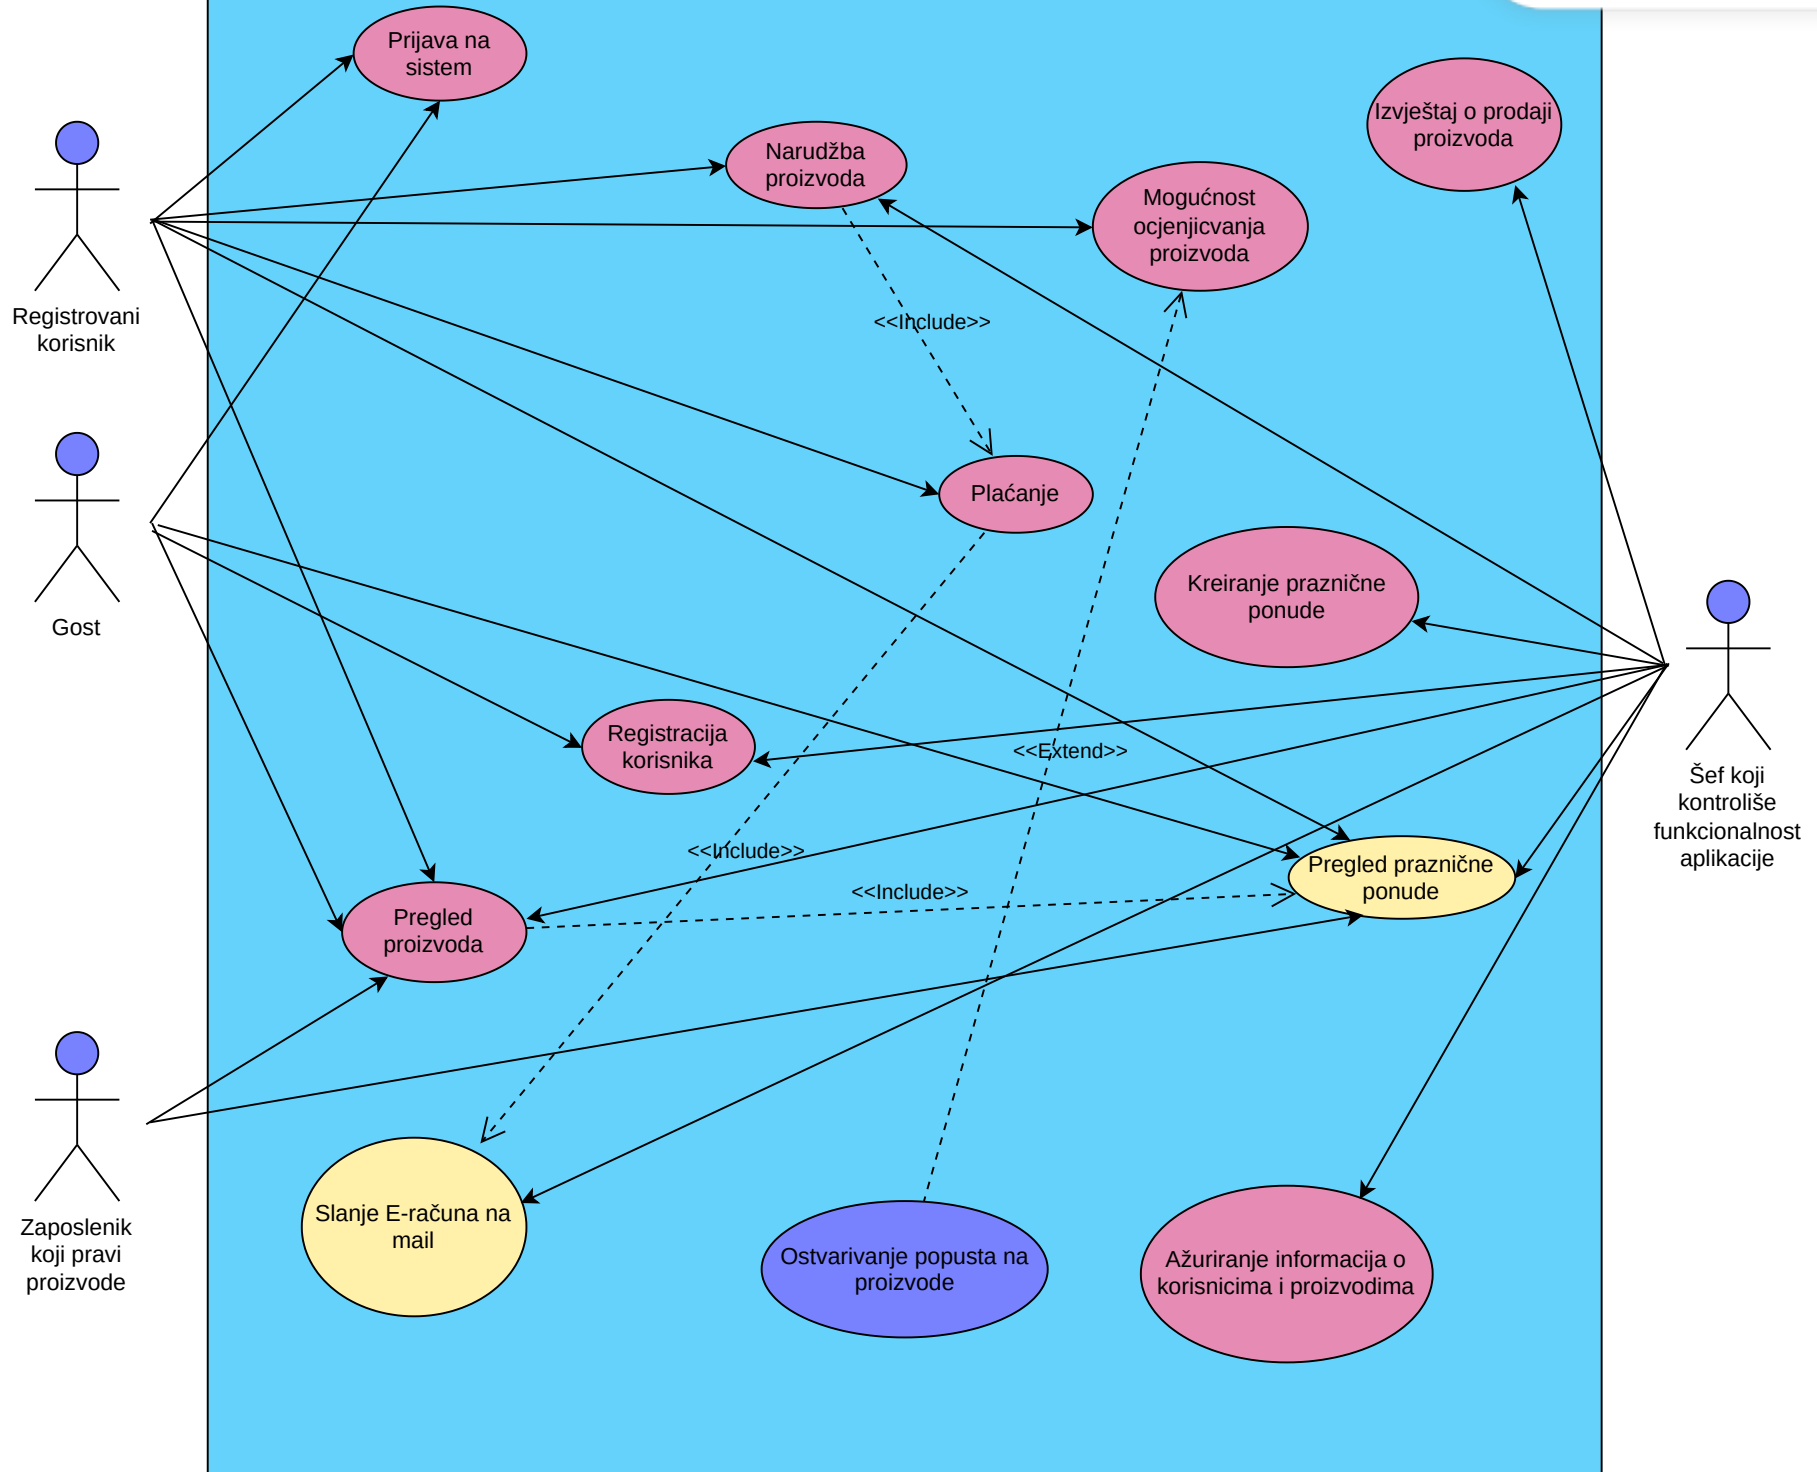 Prijava na
sistem
Izvještaj o prodaji
proizvoda
Narudžba
proizvoda
Mogućnost
ocjenjicvanja
proizvoda
Registrovani
korisnik
<<Include>>
Plaćanje
Kreiranje praznične
ponude
Gost
Registracija
korisnika
<<Extend>>
Šef koji
kontroliše
funkcionalnost
aplikacije
<<Include>>
Pregled praznične
ponude
<<Include>>
Pregled
proizvoda
Zaposlenik
koji pravi
proizvode
Slanje E-računa na
mail
Ostvarivanje popusta na
proizvode
Ažuriranje informacija o
korisnicima i proizvodima